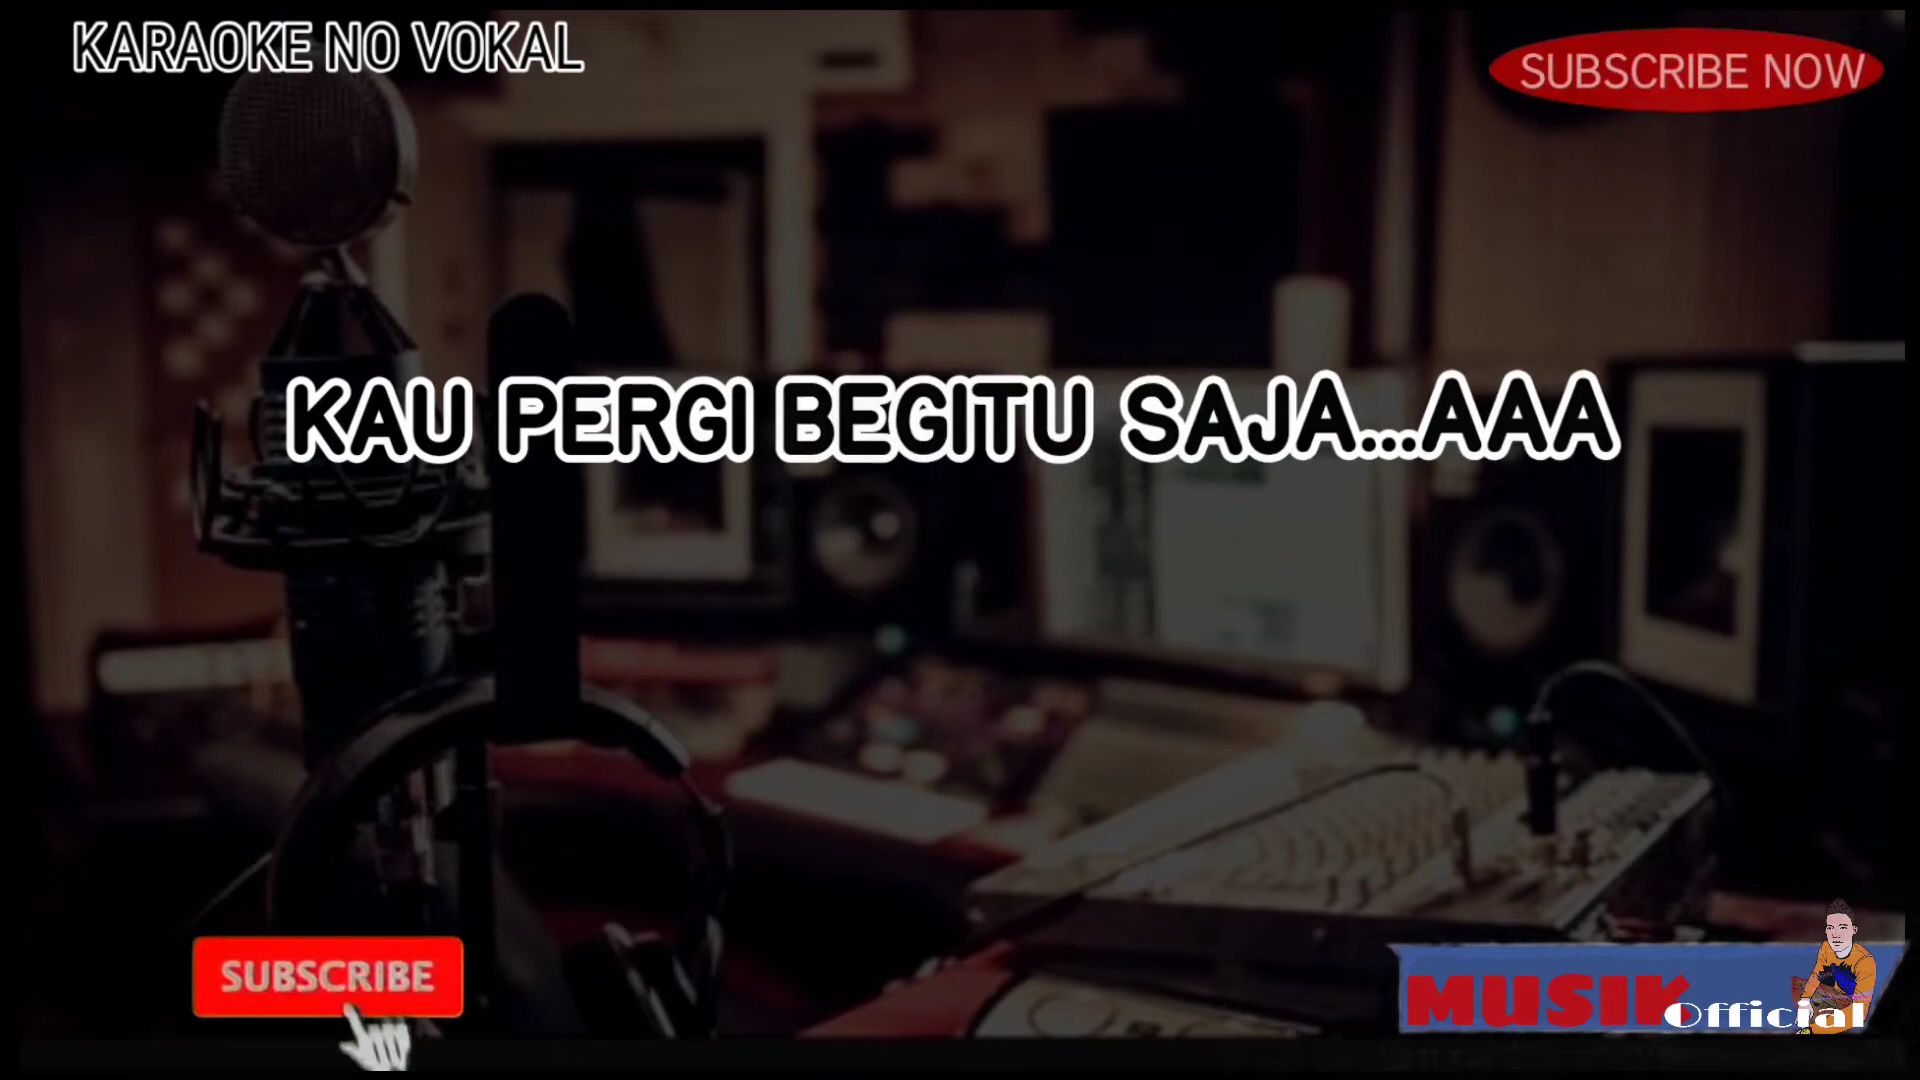 KARAOKE NO VOKAL
SUBSCRIBE NOW
KAU PERGI BEGITU SAJA...AAA
SUBSCRIBE
MUSIK
Official